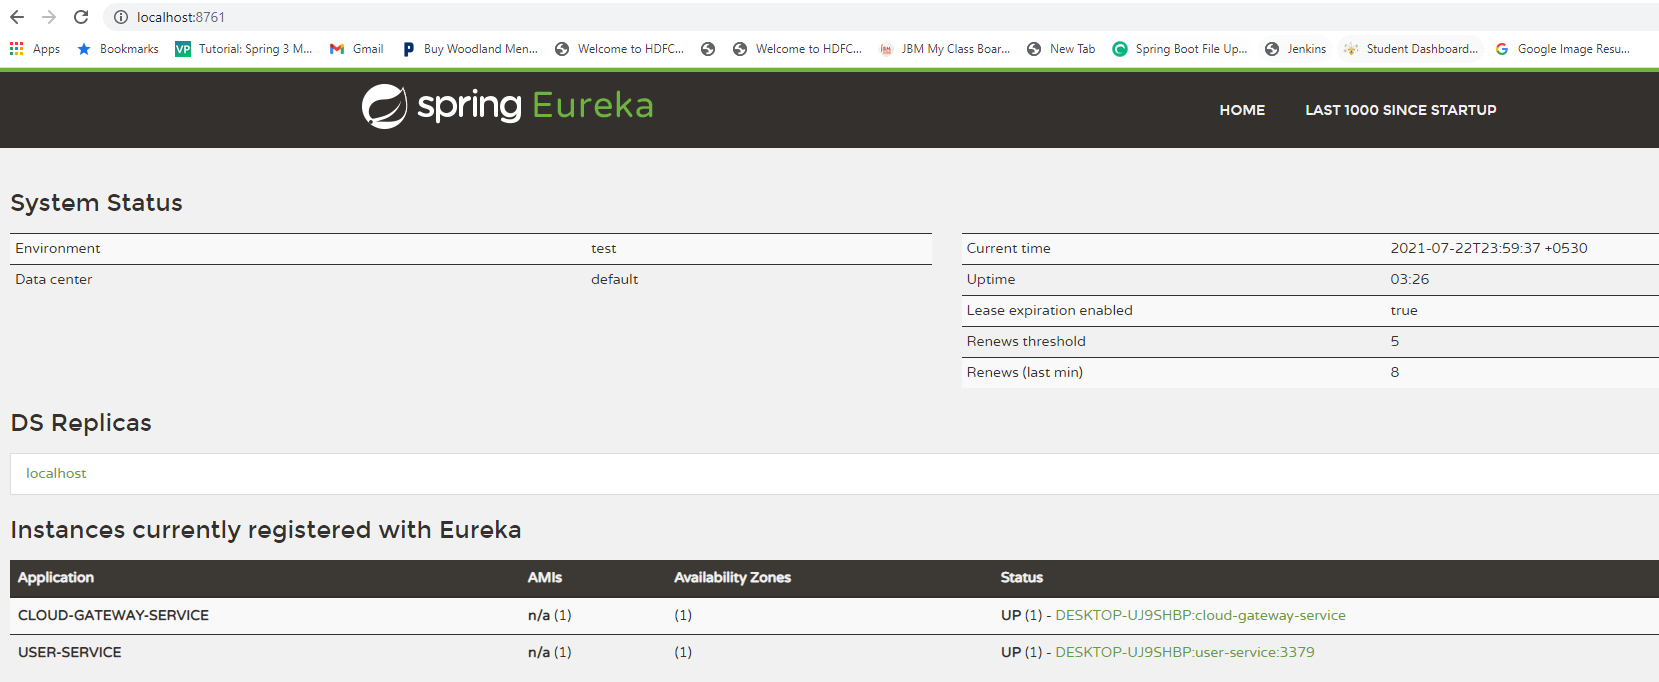 localhost:8761
Apps Bookmarks VP Tutorial: Spring 3 M... Gmail Buy Woodland Men... Welcome to HDFC... Welcome to HDFC... JBM My Class Boar... New Tab Spring Boot File Up... Jenkins Student Dashboard... Google Image Resu...
spring Eureka HOME LAST 1000 SINCE STARTUP
System Status
Environment test
Data center default
Current time 2021-07-22T23:59:37 +0530
Uptime 03:26
Lease expiration enabled true
Renews threshold 5
Renews (last min) 8
DS Replicas
localhost
Instances currently registered with Eureka
Application AMIs Availability Zones Status
CLOUD-GATEWAY-SERVICE n/a (1) (1) UP (1) - DESKTOP-UJ9SHBP:cloud-gateway-service
USER-SERVICE n/a (1) (1) UP (1) - DESKTOP-UJ9SHBP:user-service:3379